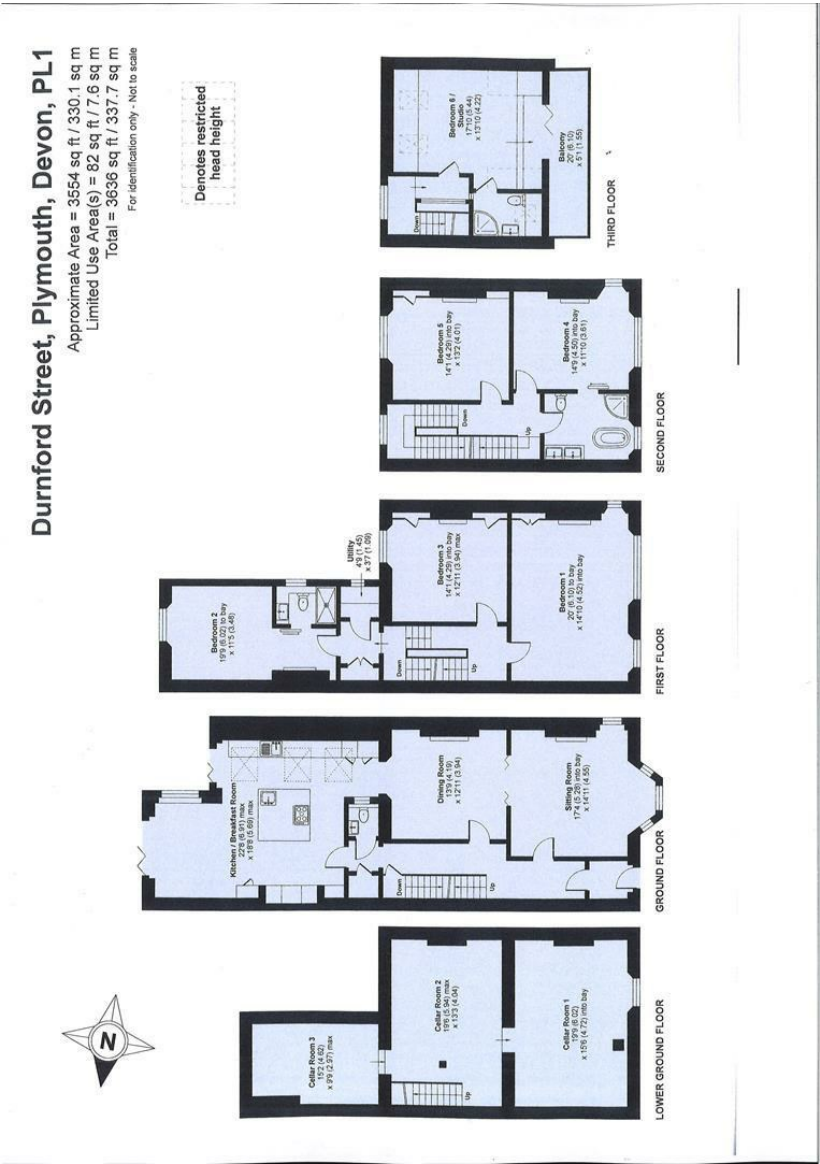 Durnford Street, Plymouth, Devon, PL1
Approximate Area = 3554 sq ft / 330.1 sq m
Limited Use Area(s) = 82 sq ft / 7.6 sq m
Total = 3636 sq ft / 337.7 sq m
For identification only - Not to scale
Denotes restricted
head height
N
Cellar Room 3
15'2 (4.62)
x 9'9 (2.97) max
Cellar Room 2
19'6 (5.94) max
x 13'3 (4.04)
Up
Cellar Room 1
19'9 (6.02)
x 15'6 (4.72) into bay
LOWER GROUND FLOOR
Kitchen / Breakfast Room
22'8 (6.91) max
x 18'8 (5.69) max
Dining Room
13'9 (4.19)
x 12'11 (3.94)
Down
Up
Sitting Room
17'4 (5.28) into bay
x 14'11 (4.55)
GROUND FLOOR
Bedroom 2
19'9 (6.02) to bay
x 11'5 (3.48)
Utility
4'9 (1.45)
x 3'7 (1.09)
Bedroom 3
14'1 (4.29) into bay
x 12'11 (3.94) max
Down
Up
Bedroom 1
20' (6.10) to bay
x 14'10 (4.52) into bay
FIRST FLOOR
Bedroom 5
14'1 (4.29) into bay
x 13'2 (4.01)
Down
Up
Bedroom 4
14'9 (4.50) into bay
x 11'10 (3.61)
SECOND FLOOR
Bedroom 6 /
Studio
17'10 (5.44)
x 13'10 (4.22)
Down
Balcony
20' (6.10)
x 5'1 (1.55)
THIRD FLOOR